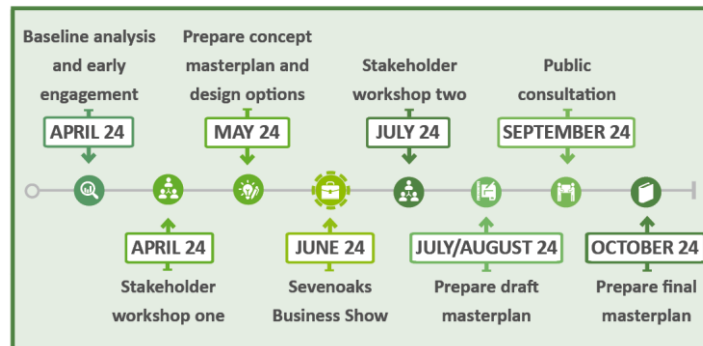 Baseline analysis
and early
engagement
APRIL 24
Prepare concept
masterplan and
design options
MAY 24
Stakeholder
workshop two
JULY 24
Public
consultation
SEPTEMBER 24
APRIL 24
Stakeholder
workshop one
JUNE 24
Sevenoaks
Business Show
JULY/AUGUST 24
Prepare draft
masterplan
OCTOBER 24
Prepare final
masterplan